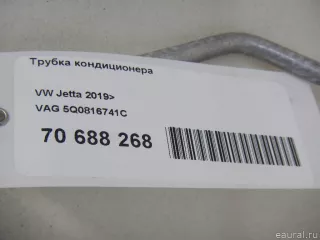 Трубка кондиционера
VW Jetta 2019>
VAG 5Q0816741C
70 688 268
eaural.ru